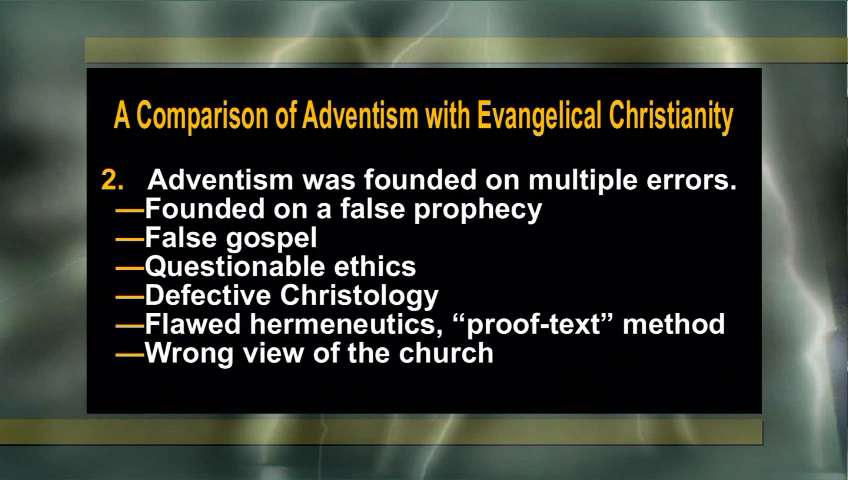 A Comparison of Adventism with Evangelical Christianity
2. Adventism was founded on multiple errors.
—Founded on a false prophecy
—False gospel
—Questionable ethics
—Defective Christology
—Flawed hermeneutics, “proof-text” method
—Wrong view of the church